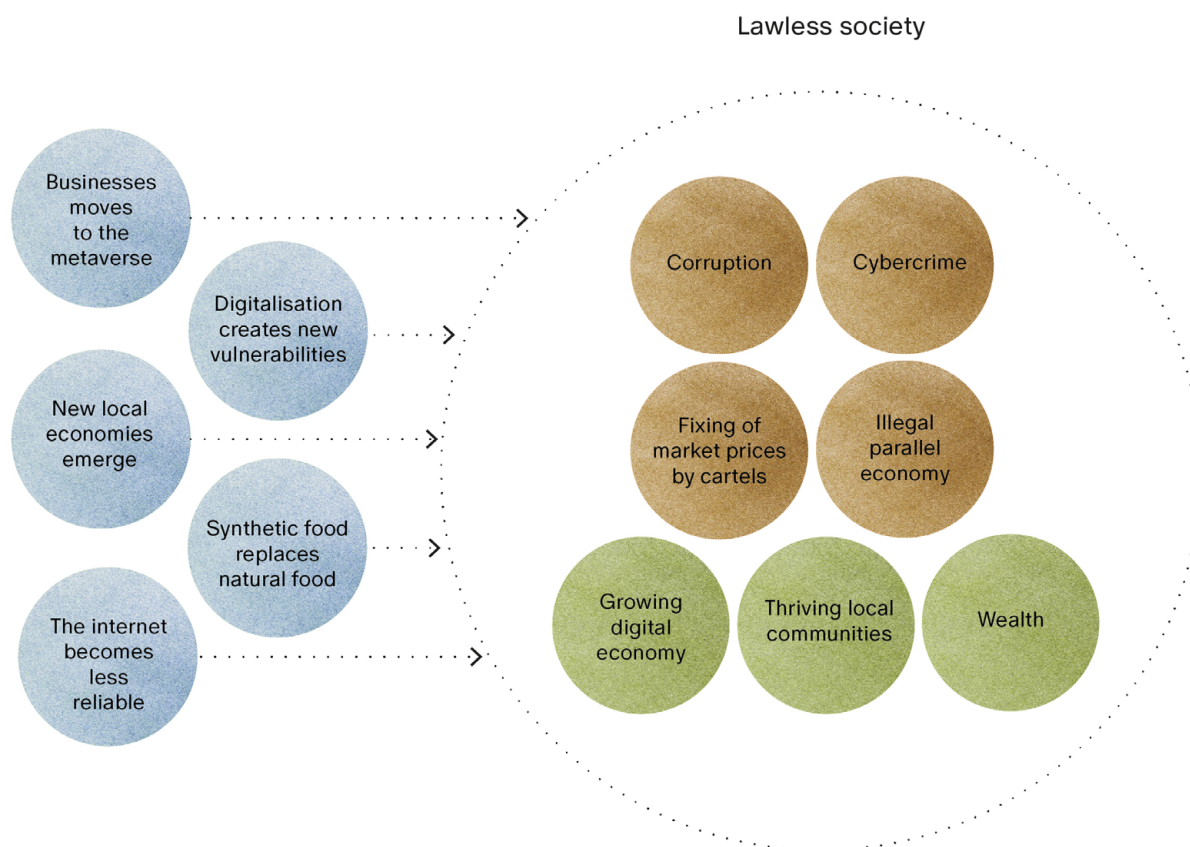 Lawless society
Businesses
moves
to the
metaverse
Digitalisation
creates new
vulnerabilities
New local
economies
emerge
Synthetic food
replaces
natural food
The internet
becomes
less
reliable
Corruption
Cybercrime
Fixing of
market prices
by cartels
Illegal
parallel
economy
Growing
digital
economy
Thriving local
communities
Wealth